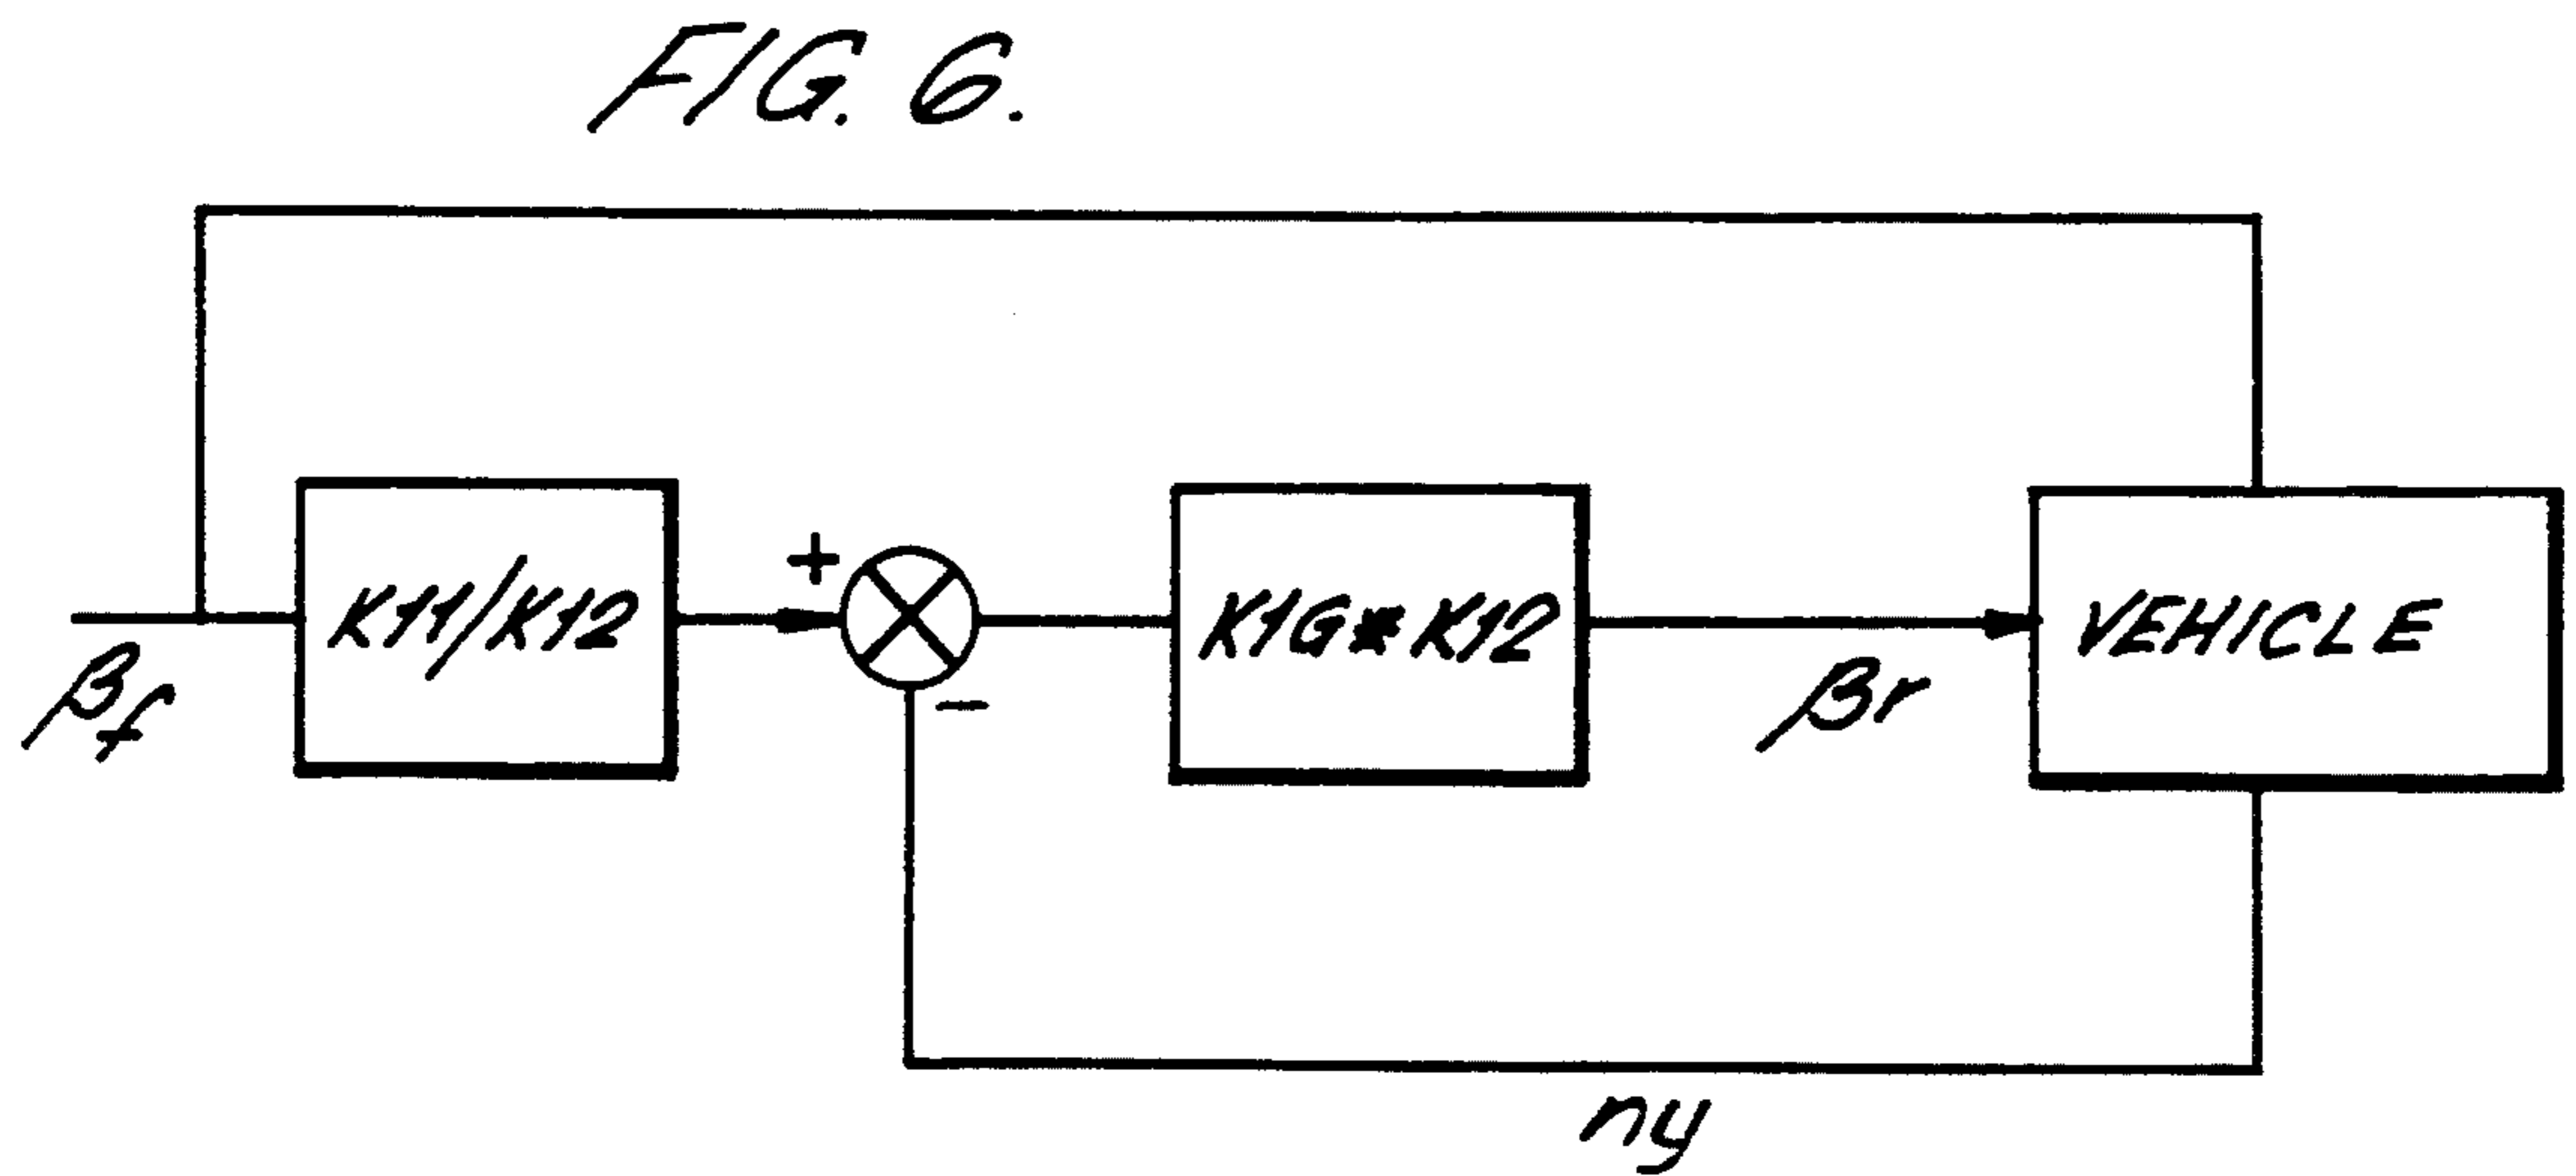 FIG. 6.
K11/K12
+
K1G*K12
VEHICLE
βf
-
βr
ny